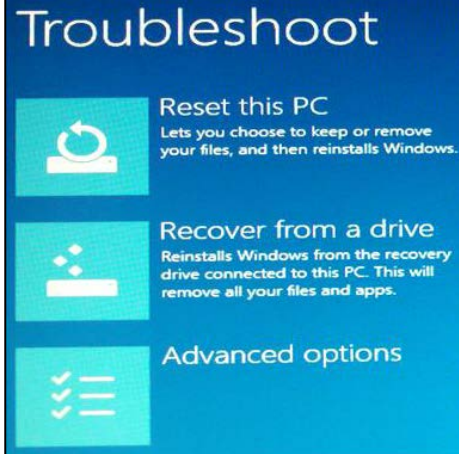 Troubleshoot
Reset this PC
Lets you choose to keep or remove
your files, and then reinstalls Windows.
Recover from a drive
Reinstalls Windows from the recovery
drive connected to this PC. This will
remove all your files and apps.
Advanced options